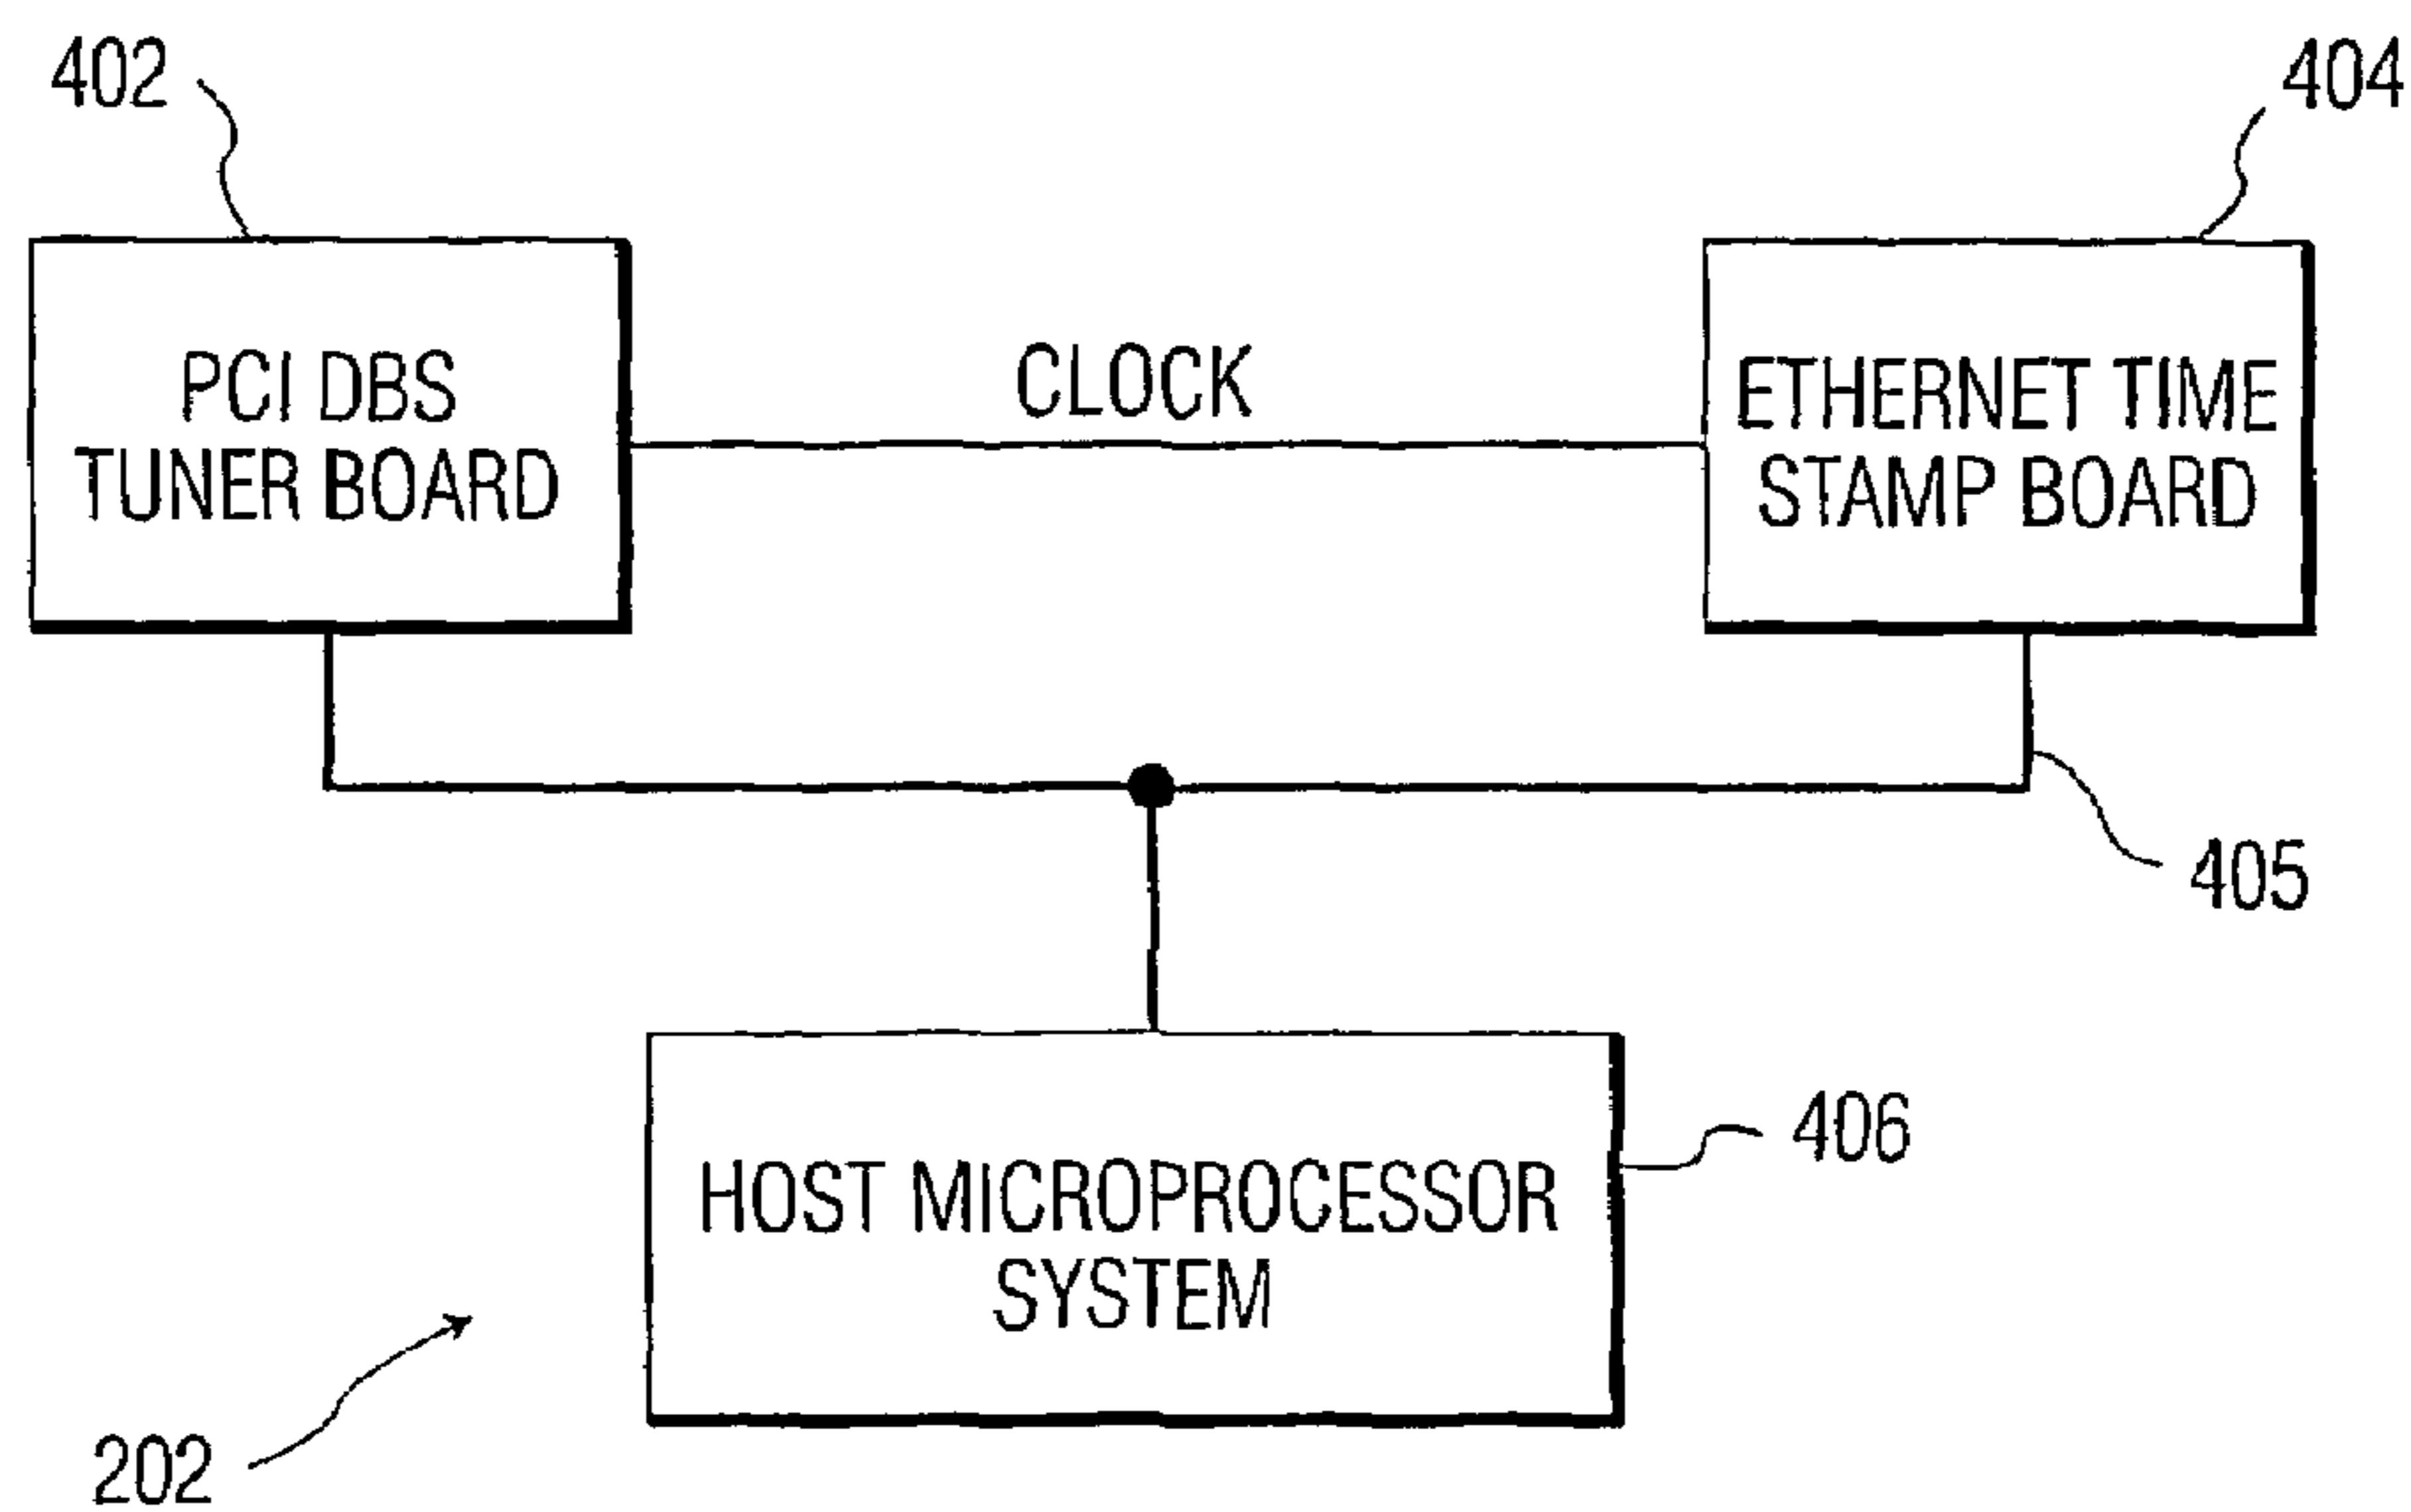 402
404
PCI DBS
TUNER BOARD
CLOCK
ETHERNET TIME
STAMP BOARD
405
HOST MICROPROCESSOR
SYSTEM
406
202